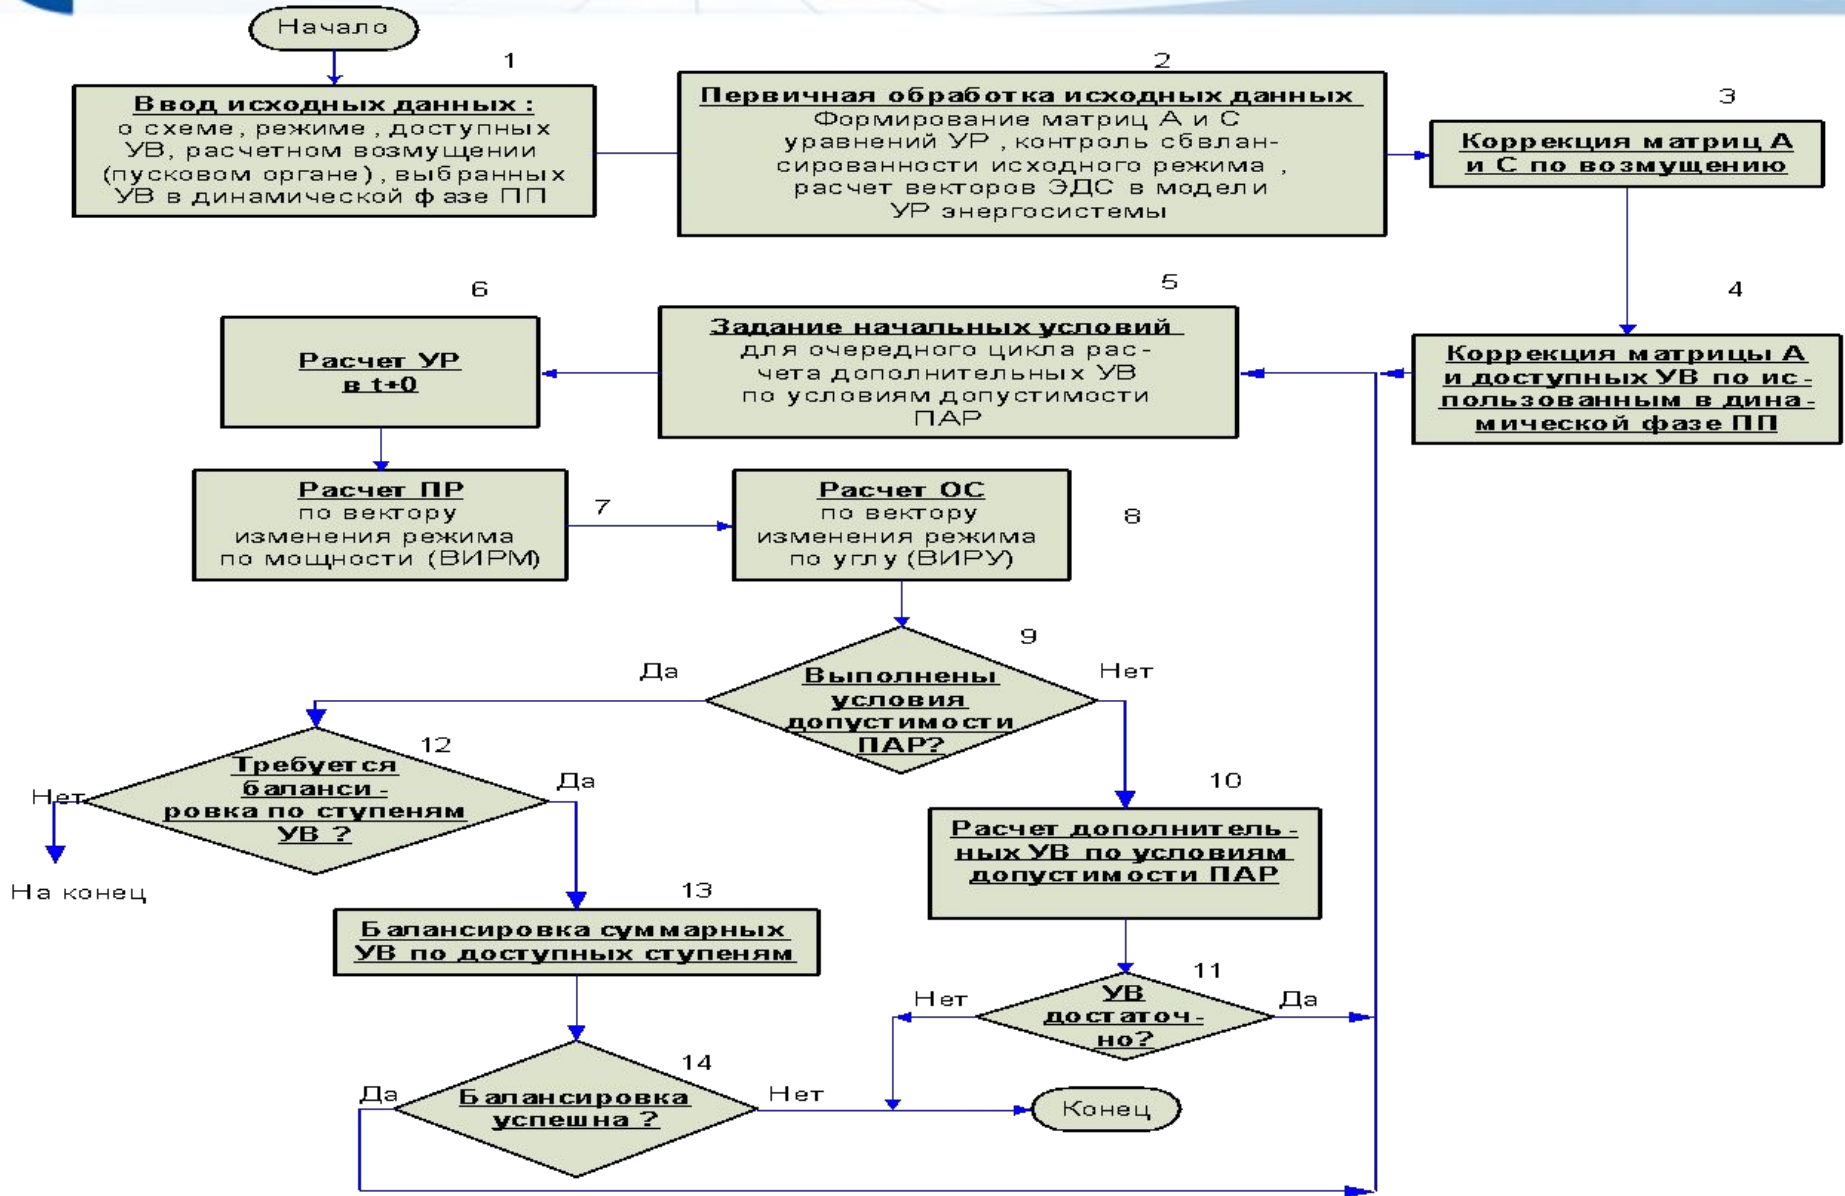 Начало
1
Ввод исходных данных :
о схеме, режиме, доступных
УВ, расчетном возмущении
(пусковом органе), выбранных
УВ в динамической фазе ПП
2
Первичная обработка исходных данных
Формирование матриц А и С
уравнений УР , контроль сбвлан-
сированности исходного режима ,
расчет векторов ЭДС в модели
УР энергосистемы
3
Коррекция матриц А
и С по возмущению
4
Коррекция матрицы А
и доступных УВ по ис-
пользованным в дина-
мической фазе ПП
5
Задание начальных условий
для очередного цикла рас-
чета дополнительных УВ
по условиям допустимости
ПАР
6
Расчет УР
в t+0
Расчет ПР
по вектору
изменения режима
по мощности (ВИРМ)
7
Расчет ОС
по вектору
изменения режима
по углу (ВИРУ)
8
9
Да
Выполнены
условия
допустимости
ПАР?
Нет
12
Требуется
баланси -
ровка по ступеням
УВ ?
Нет
Да
На конец
10
Расчет дополнитель -
ных УВ по условиям
допустимости ПАР
13
Балансировка суммарных
УВ по доступных ступеням
11
Нет
УВ
достаточ-
но?
Да
14
Да
Балансировка
успешна ?
Нет
Конец